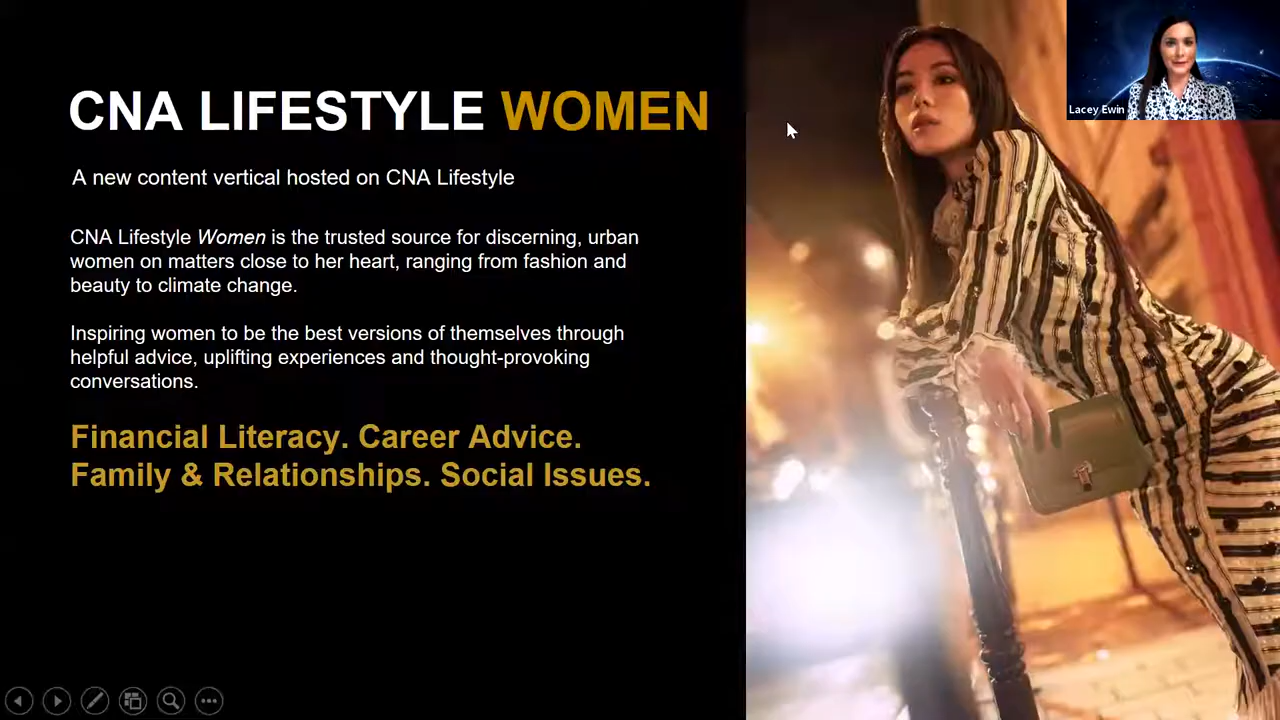 CNA LIFESTYLE WOMEN
A new content vertical hosted on CNA Lifestyle
CNA Lifestyle Women is the trusted source for discerning, urban
women on matters close to her heart, ranging from fashion and
beauty to climate change.
Inspiring women to be the best versions of themselves through
helpful advice, uplifting experiences and thought-provoking
conversations.
Financial Literacy. Career Advice.
Family & Relationships. Social Issues.
Lacey Ewin